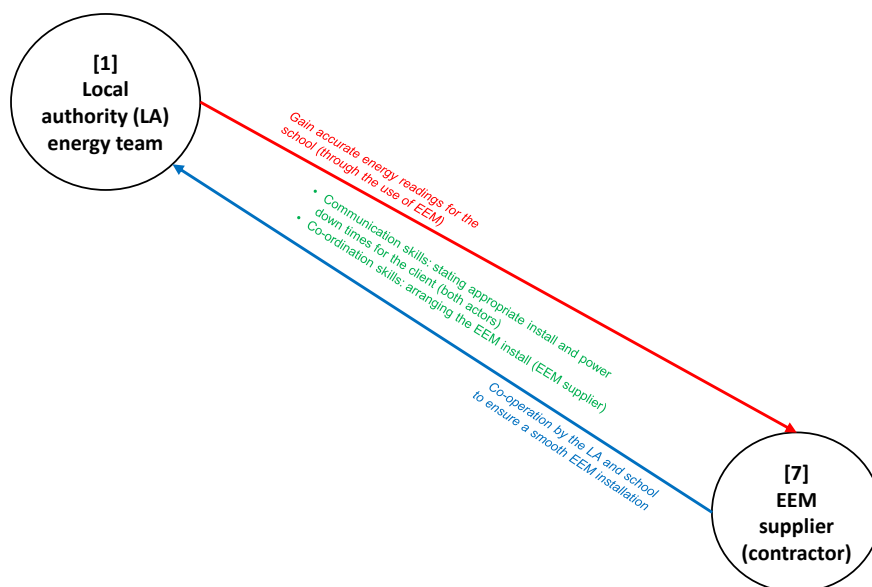 [1]
Local
authority (LA)
energy team
Gain accurate energy readings for the
school (through the use of EEM)
• Communication skills: stating appropriate install and power
down times for the client (both actors)
• Co-ordination skills: arranging the EEM install (EEM supplier)
Co-operation by the LA and school
to ensure a smooth EEM installation
[7]
EEM
supplier
(contractor)